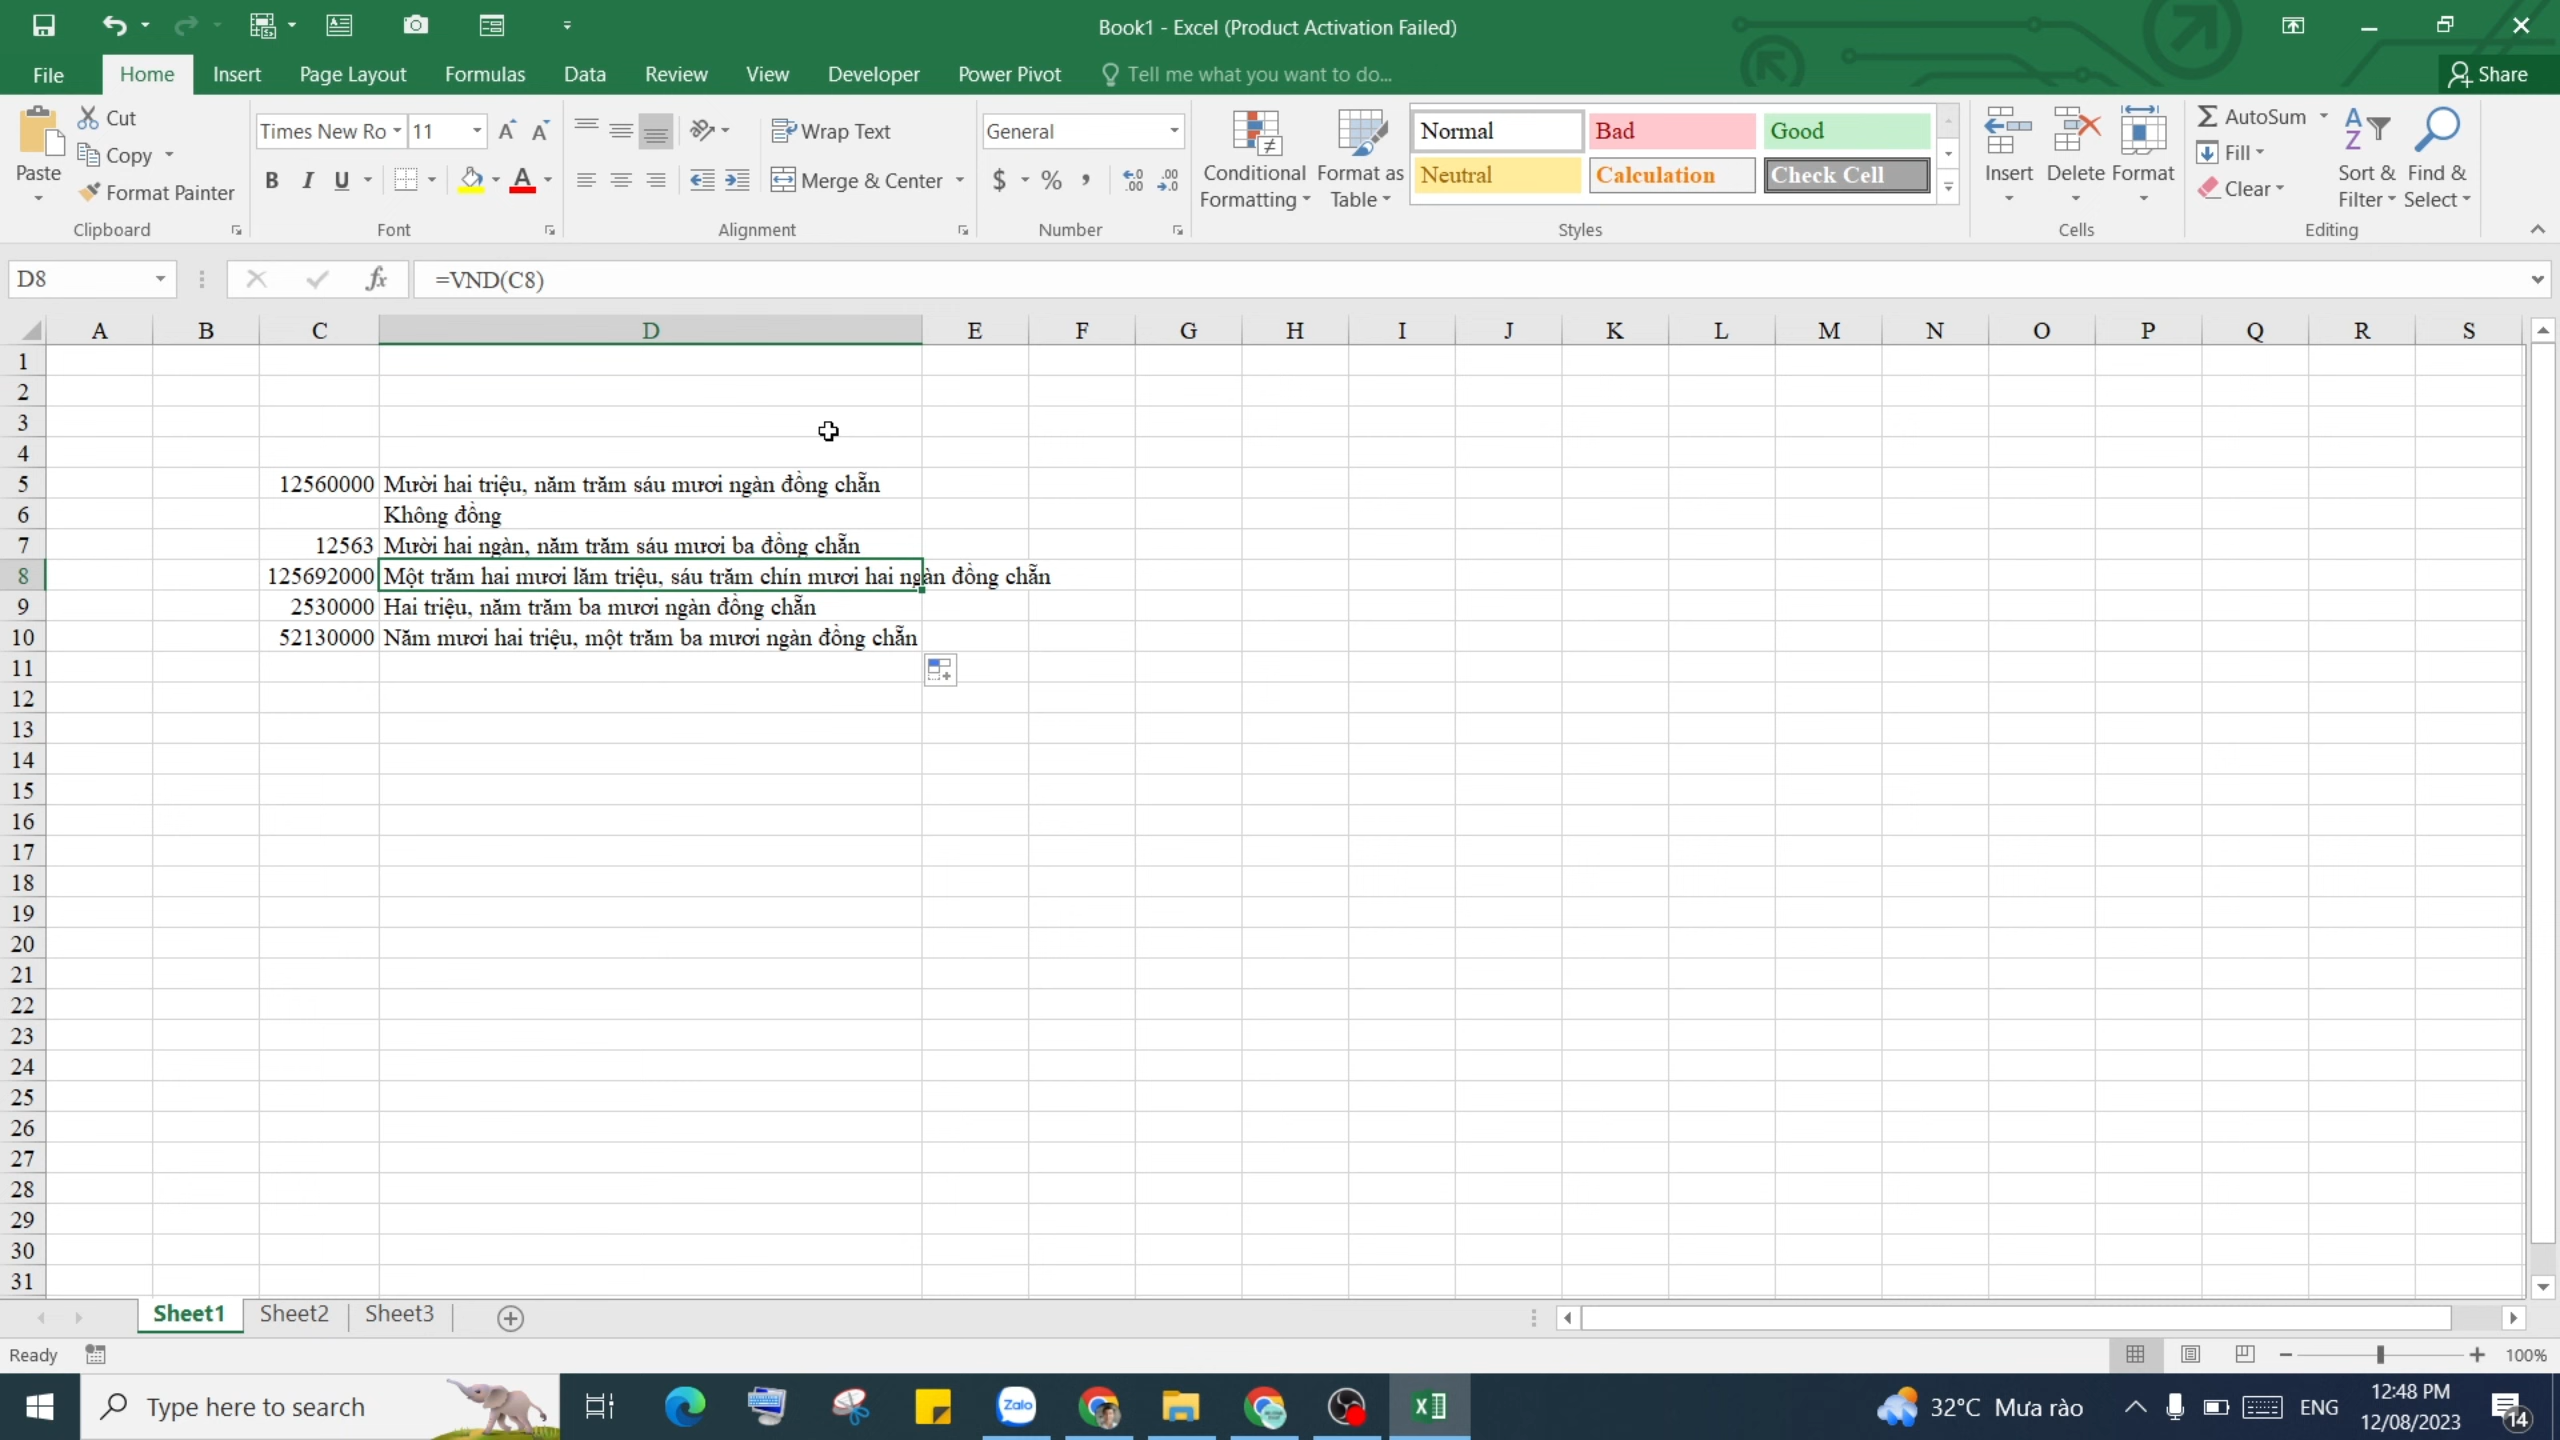 Book1 - Excel (Product Activation Failed)
File Home Insert Page Layout Formulas Data Review View Developer Power Pivot Tell me what you want to do... Share
Paste
Cut
Copy
Format Painter
Clipboard
Times New Ro 11
B I U
Font
Wrap Text
Merge & Center
Alignment
General
$ % ,
Number
Conditional Formatting
Format as Table
Normal Bad Good
Neutral Calculation Check Cell
Styles
Insert Delete Format
Cells
AutoSum
Fill
Clear
Sort & Filter
Find & Select
Editing
D8 fx =VND(C8)
A B C D E F G H I J K L M N O P Q R S
1
2
3
4
5 12560000 Mười hai triệu, năm trăm sáu mươi ngàn đồng chẵn
6 Không đồng
7 12563 Mười hai ngàn, năm trăm sáu mươi ba đồng chẵn
8 125692000 Một trăm hai mươi lăm triệu, sáu trăm chín mươi hai ngàn đồng chẵn
9 2530000 Hai triệu, năm trăm ba mươi ngàn đồng chẵn
10 52130000 Năm mươi hai triệu, một trăm ba mươi ngàn đồng chẵn
11
12
13
14
15
16
17
18
19
20
21
22
23
24
25
26
27
28
29
30
31
Sheet1 Sheet2 Sheet3
Ready 100%
Type here to search Zalo 32°C Mưa rào ENG 12:48 PM
12/08/2023 14